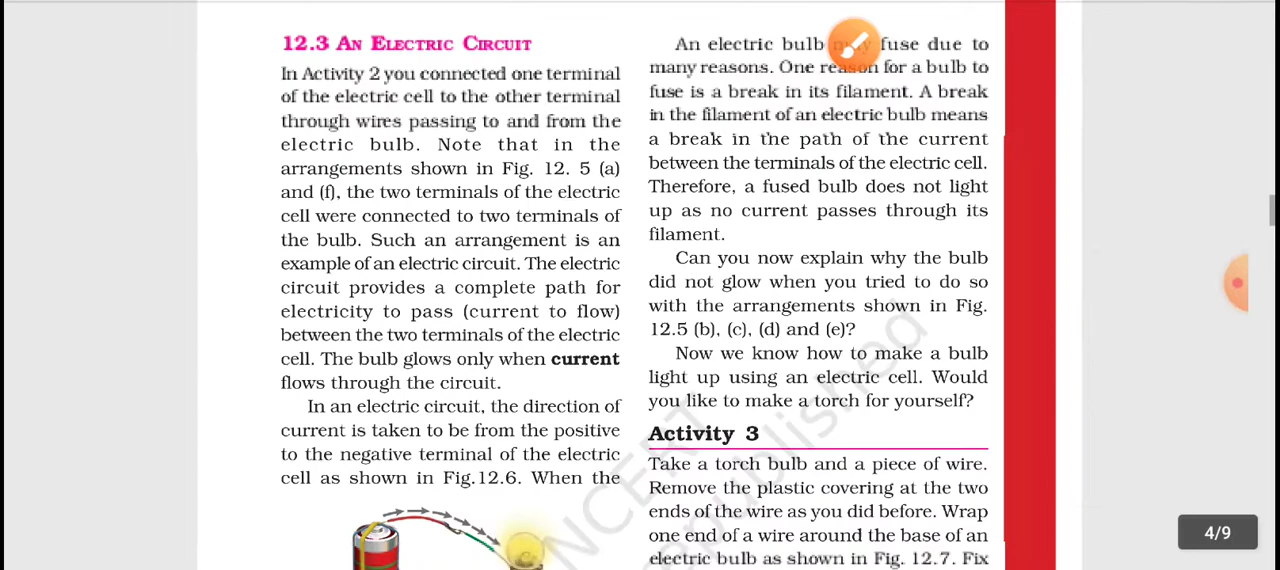 12.3 AN ELECTRIC CIRCUIT
In Activity 2 you connected one terminal
of the electric cell to the other terminal
through wires passing to and from the
electric bulb. Note that in the
arrangements shown in Fig. 12. 5 (a)
and (f), the two terminals of the electric
cell were connected to two terminals of
the bulb. Such an arrangement is an
example of an electric circuit. The electric
circuit provides a complete path for
electricity to pass (current to flow)
between the two terminals of the electric
cell. The bulb glows only when current
flows through the circuit.
In an electric circuit, the direction of
current is taken to be from the positive
to the negative terminal of the electric
cell as shown in Fig.12.6. When the
An electric bulb may fuse due to
many reasons. One reason for a bulb to
fuse is a break in its filament. A break
in the filament of an electric bulb means
a break in the path of the current
between the terminals of the electric cell.
Therefore, a fused bulb does not light
up as no current passes through its
filament.
Can you now explain why the bulb
did not glow when you tried to do so
with the arrangements shown in Fig.
12.5 (b), (c), (d) and (e)?
Now we know how to make a bulb
light up using an electric cell. Would
you like to make a torch for yourself?
Activity 3
Take a torch bulb and a piece of wire.
Remove the plastic covering at the two
ends of the wire as you did before. Wrap
one end of a wire around the base of an
electric bulb as shown in Fig. 12.7. Fix
NCERT
published
4/9